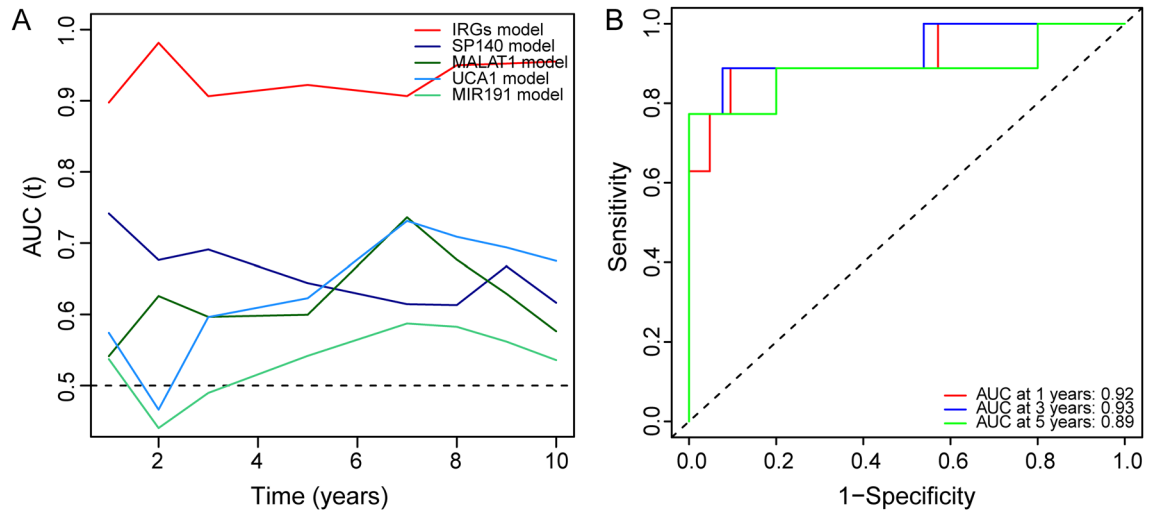 A
IRGs model
SP140 model
MALAT1 model
UCA1 model
MIR191 model
AUC (t)
1.0
0.9
0.8
0.7
0.6
0.5
2 4 6 8 10
Time (years)
B
Sensitivity
1.0
0.8
0.6
0.4
0.2
0.0
AUC at 1 years: 0.92
AUC at 3 years: 0.93
AUC at 5 years: 0.89
0.0 0.2 0.4 0.6 0.8 1.0
1−Specificity